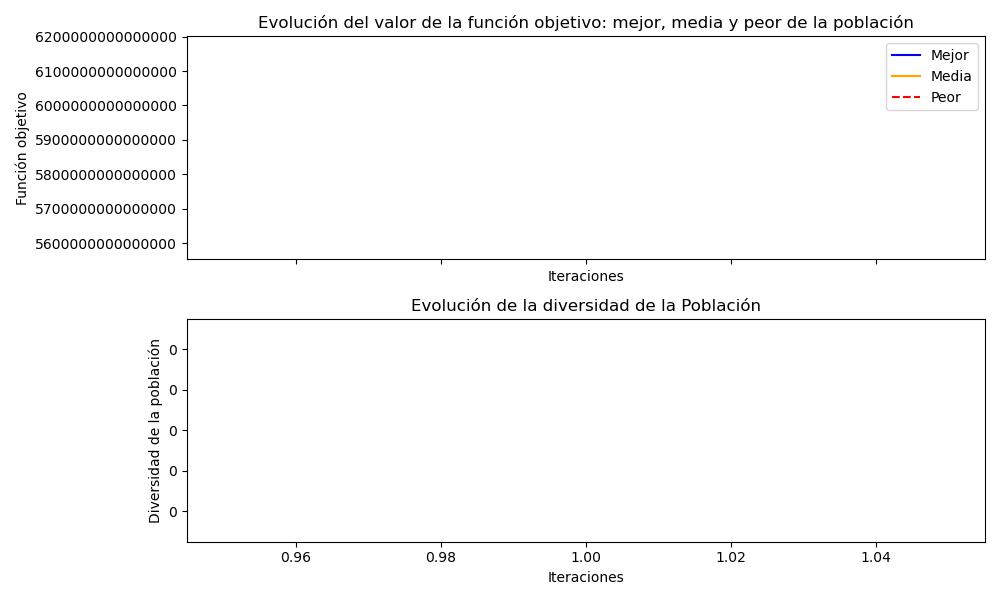 Evolución del valor de la función objetivo: mejor, media y peor de la población
6200000000000000
6100000000000000
6000000000000000
5900000000000000
5800000000000000
5700000000000000
5600000000000000
Función objetivo
Mejor
Media
Peor
Iteraciones
Evolución de la diversidad de la Población
0
0
0
0
0
Diversidad de la población
0.96
0.98
1.00
1.02
1.04
Iteraciones